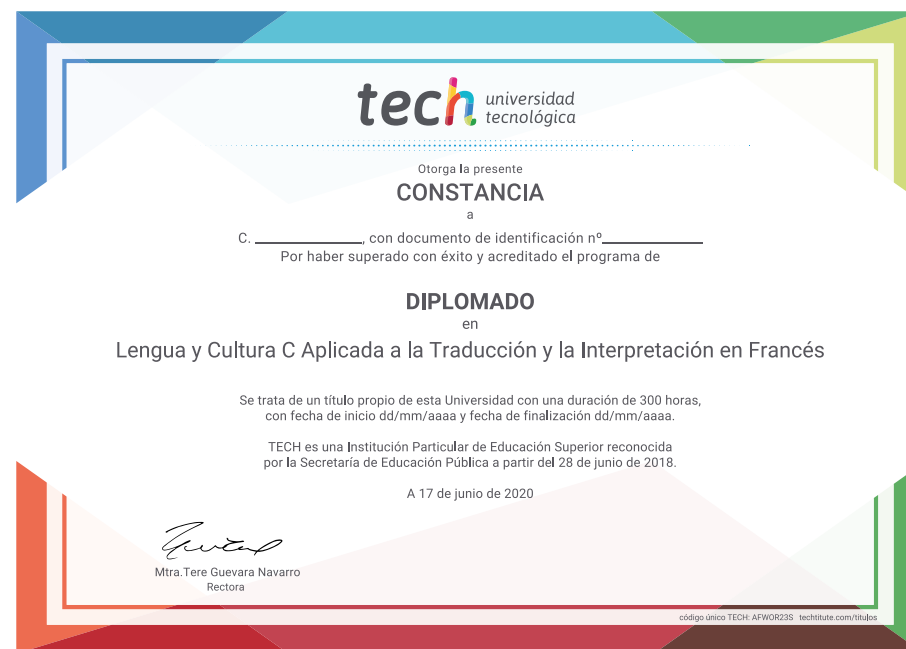 tech universidad
tecnológica
Otorga la presente
CONSTANCIA
a
C. ____________, con documento de identificación nº____________
Por haber superado con éxito y acreditado el programa de
DIPLOMADO
en
Lengua y Cultura C Aplicada a la Traducción y la Interpretación en Francés
Se trata de un título propio de esta Universidad con una duración de 300 horas,
con fecha de inicio dd/mm/aaaa y fecha de finalización dd/mm/aaaa.
TECH es una Institución Particular de Educación Superior reconocida
por la Secretaría de Educación Pública a partir del 28 de junio de 2018.
A 17 de junio de 2020
Mtra.Tere Guevara Navarro
Rectora
código único TECH: AFWOR23S techtitute.com/titulos